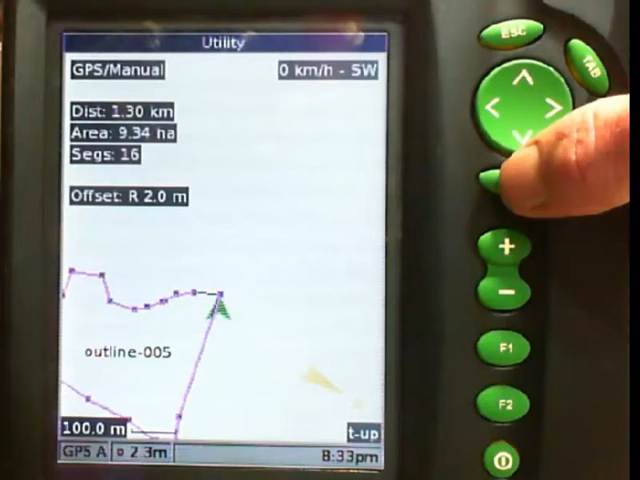 Utility
GPS/Manual
0 km/h - SW
Dist: 1.30 km
Area: 9.34 ha
Segs: 16
Offset: R 2.0 m
outline-005
100.0 m
t-up
GPS A
2.3m
8:33pm
ESC
TAB
+
-
F1
F2